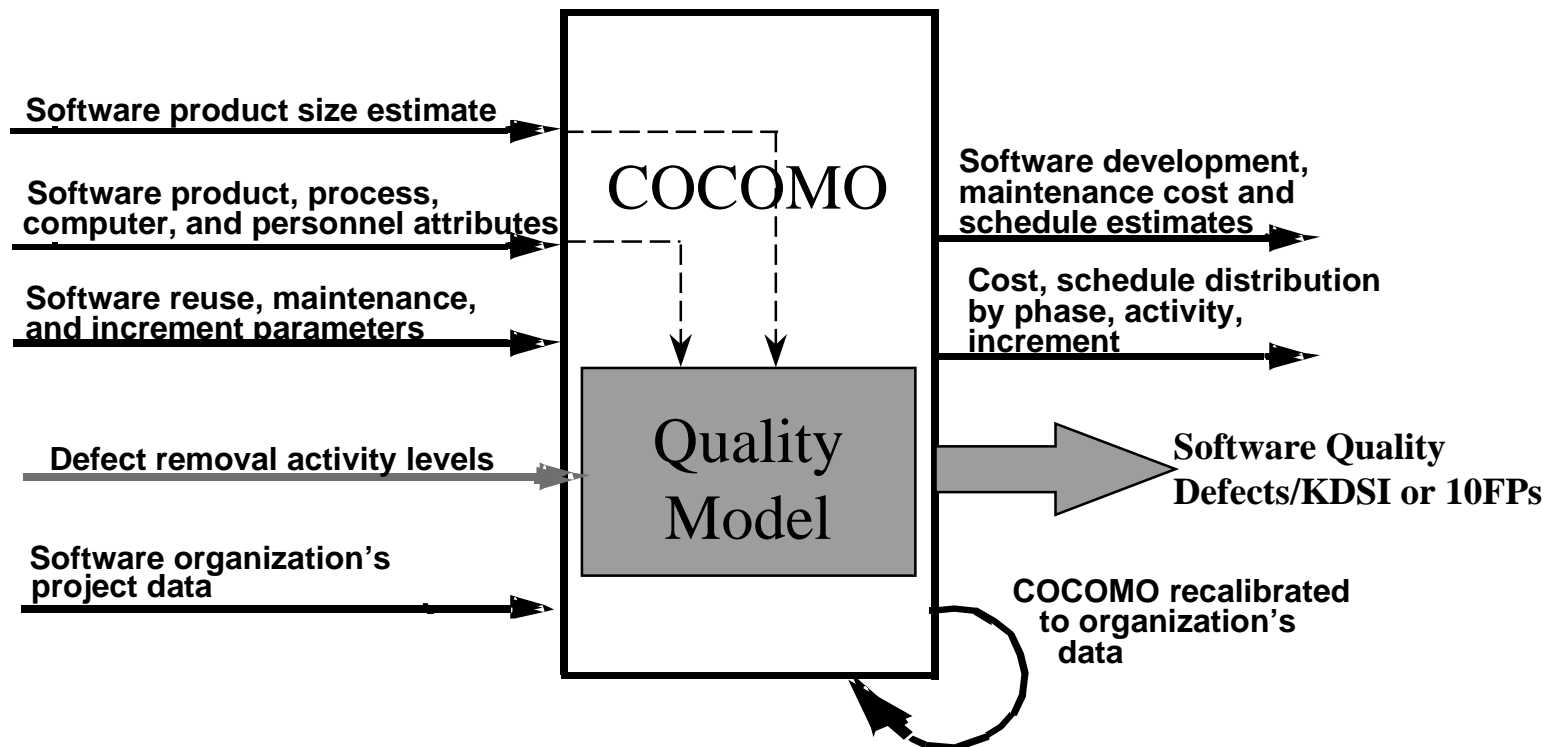 Software product size estimate
Software product, process,
computer, and personnel attributes
Software reuse, maintenance,
and increment parameters
Defect removal activity levels
Software organization’s
project data
COCOMO
Quality
Model
Software development,
maintenance cost and
schedule estimates
Cost, schedule distribution
by phase, activity,
increment
Software Quality
Defects/KDSI or 10FPs
COCOMO recalibrated
to organization’s
data